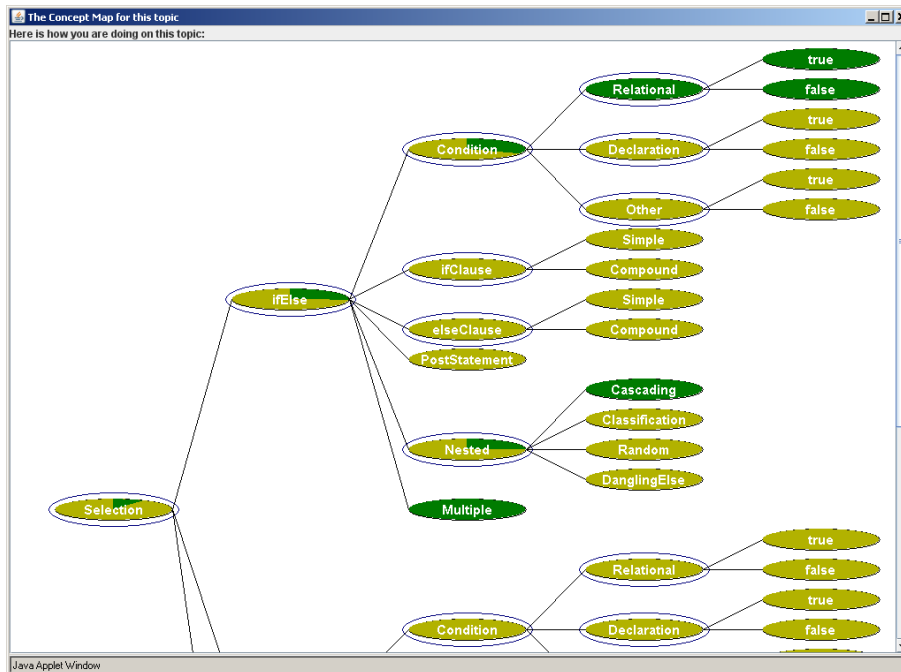 The Concept Map for this topic
Here is how you are doing on this topic:
true
Relational
false
true
Condition
Declaration
false
true
Other
false
Simple
ifClause
Compound
ifElse
Simple
elseClause
Compound
PostStatement
Cascading
Classification
Nested
Random
DanglingElse
Selection
Multiple
true
Relational
false
true
Condition
Declaration
false
Java Applet Window